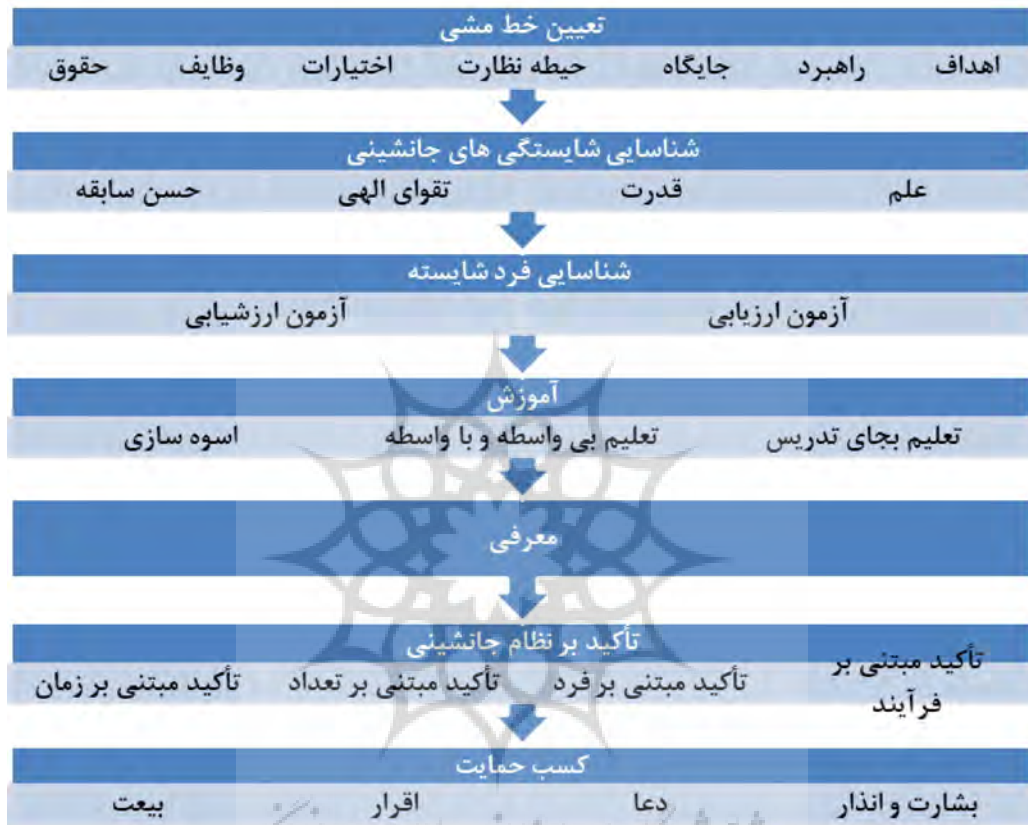 تعیین خط مشی
اهداف راهبرد جایگاه حیطه نظارت اختیارات وظایف حقوق
شناسایی شایستگی های جانشینی
علم قدرت تقوای الهی حسن سابقه
شناسایی فرد شایسته
آزمون ارزیابی آزمون ارزشیابی
آموزش
تعلیم بجای تدریس تعلیم بی واسطه و با واسطه اسوه سازی
معرفی
تأکید بر نظام جانشینی
تأکید مبتنی بر
فرآیند
تأکید مبتنی بر فرد تأکید مبتنی بر تعداد تأکید مبتنی بر زمان
کسب حمایت
بشارت و انذار دعا اقرار بیعت